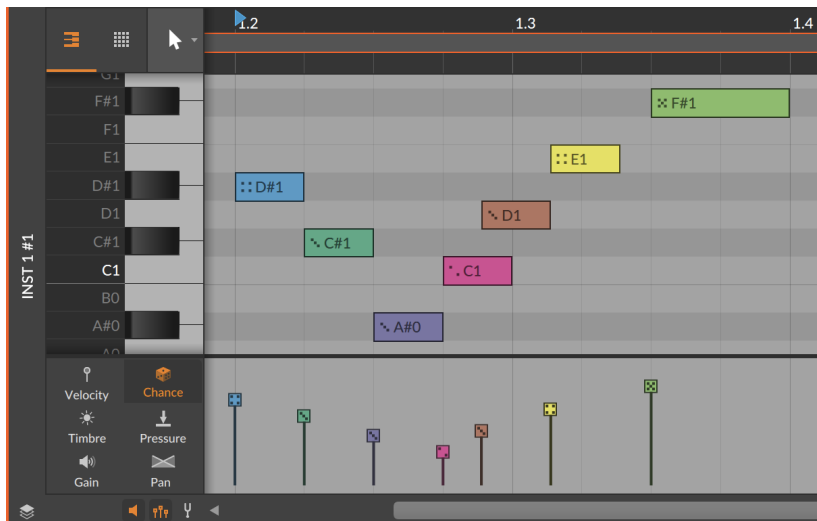 1.2 1.3 1.4
G1
F#1 F#1
F1
E1 E1
D#1 D#1
D1 D1
C#1 C#1
C1 C1
B0
A#0 A#0
A0
INST 1 #1
Velocity Chance
Timbre Pressure
Gain Pan